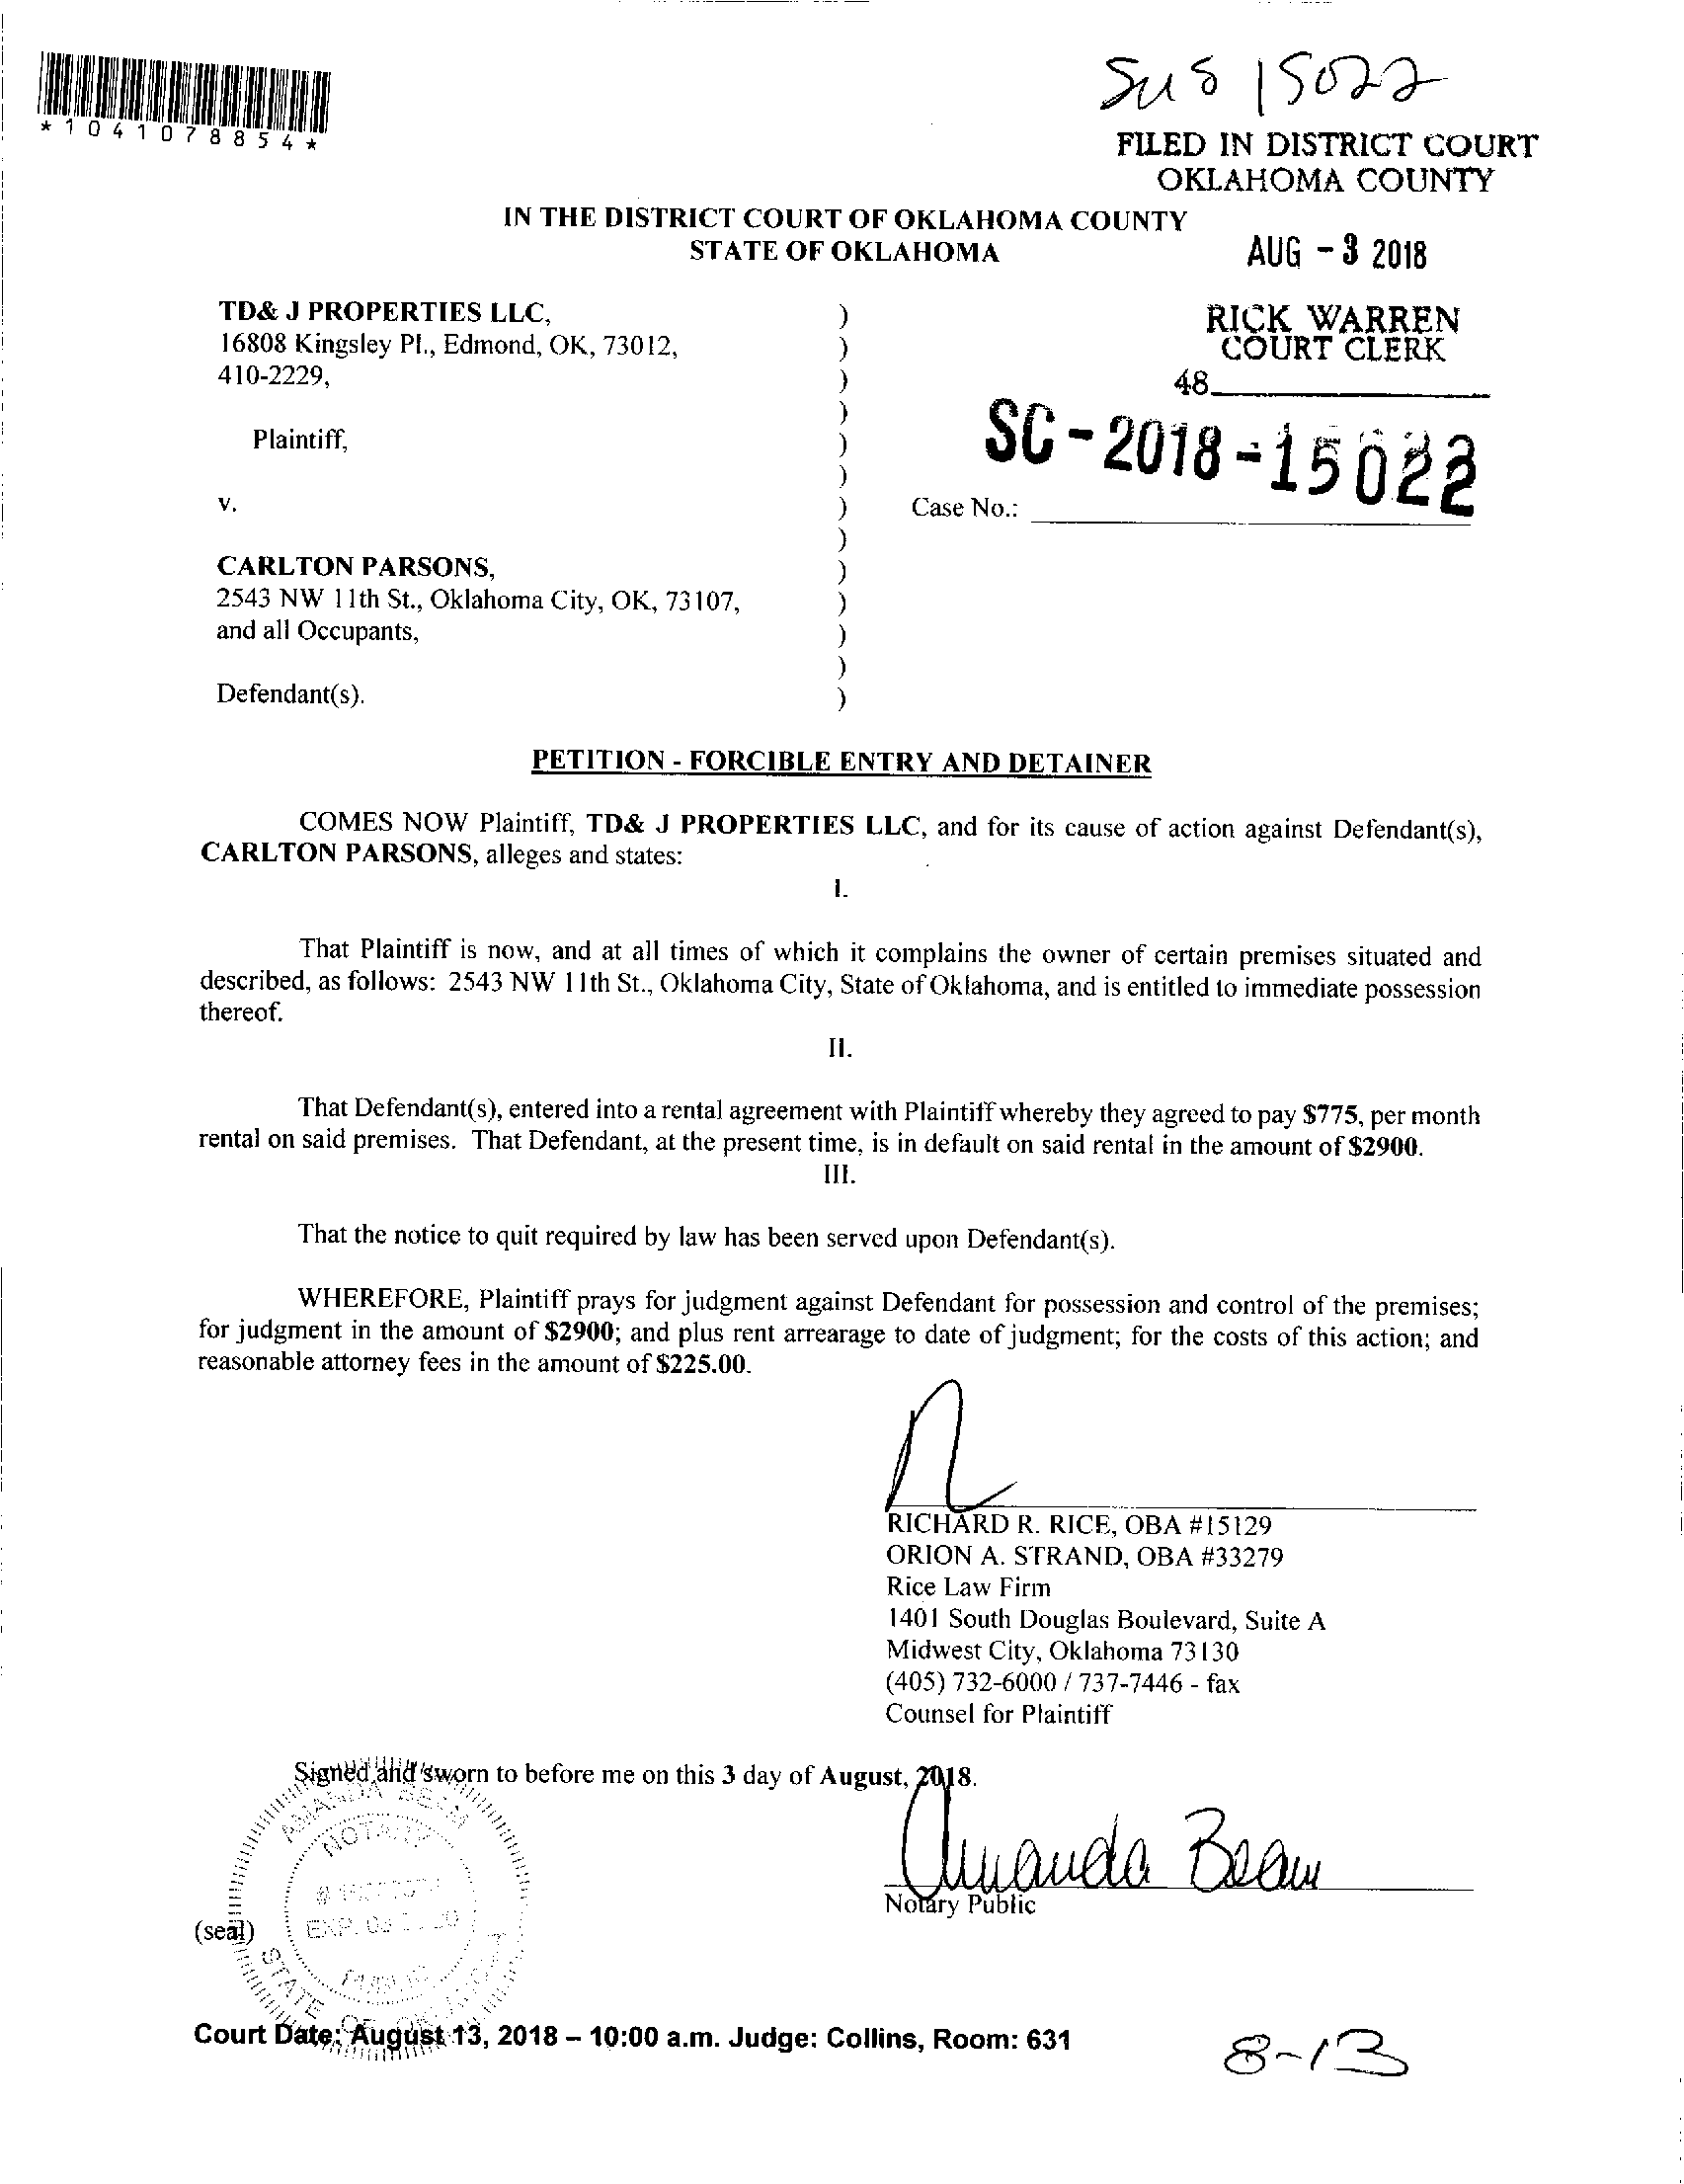 Sus 15022
*1041078854*
FILED IN DISTRICT COURT
OKLAHOMA COUNTY
IN THE DISTRICT COURT OF OKLAHOMA COUNTY
STATE OF OKLAHOMA
AUG - 3 2018
TD& J PROPERTIES LLC,
16808 Kingsley Pl., Edmond, OK, 73012,
410-2229,
RICK WARREN
COURT CLERK
48
Plaintiff,
SC-2018-15022
v.
Case No.:
CARLTON PARSONS,
2543 NW 11th St., Oklahoma City, OK, 73107,
and all Occupants,
Defendant(s).
PETITION - FORCIBLE ENTRY AND DETAINER
COMES NOW Plaintiff, TD& J PROPERTIES LLC, and for its cause of action against Defendant(s),
CARLTON PARSONS, alleges and states:
I.
That Plaintiff is now, and at all times of which it complains the owner of certain premises situated and
described, as follows: 2543 NW 11th St., Oklahoma City, State of Oklahoma, and is entitled to immediate possession
thereof.
II.
That Defendant(s), entered into a rental agreement with Plaintiff whereby they agreed to pay $775, per month
rental on said premises. That Defendant, at the present time, is in default on said rental in the amount of $2900.
III.
That the notice to quit required by law has been served upon Defendant(s).
WHEREFORE, Plaintiff prays for judgment against Defendant for possession and control of the premises;
for judgment in the amount of $2900; and plus rent arrearage to date of judgment; for the costs of this action; and
reasonable attorney fees in the amount of $225.00.
RICHARD R. RICE, OBA #15129
ORION A. STRAND, OBA #33279
Rice Law Firm
1401 South Douglas Boulevard, Suite A
Midwest City, Oklahoma 73130
(405) 732-6000 / 737-7446 - fax
Counsel for Plaintiff
Signed and sworn to before me on this 3 day of August, 2018.
AMANDA BEAM
NOTARY
EXP.
PUBLIC
STATE OF
Amanda Beam
Notary Public
(seal)
Court Date: August 13, 2018 – 10:00 a.m. Judge: Collins, Room: 631
8-13